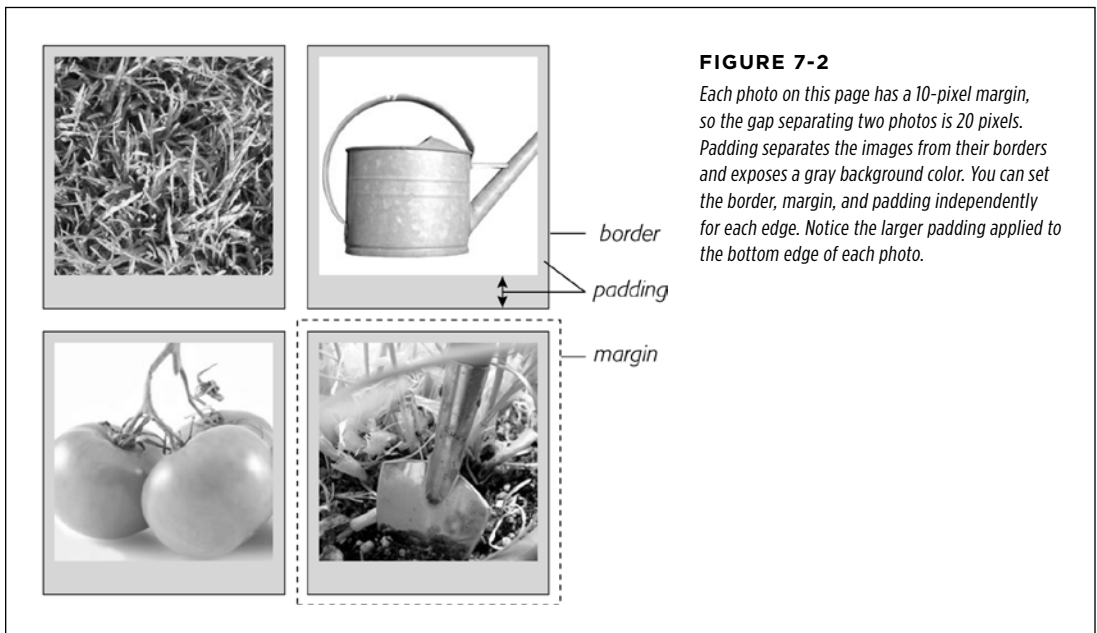 FIGURE 7-2
Each photo on this page has a 10-pixel margin,
so the gap separating two photos is 20 pixels.
Padding separates the images from their borders
and exposes a gray background color. You can set
the border, margin, and padding independently
for each edge. Notice the larger padding applied to
the bottom edge of each photo.
border
padding
margin